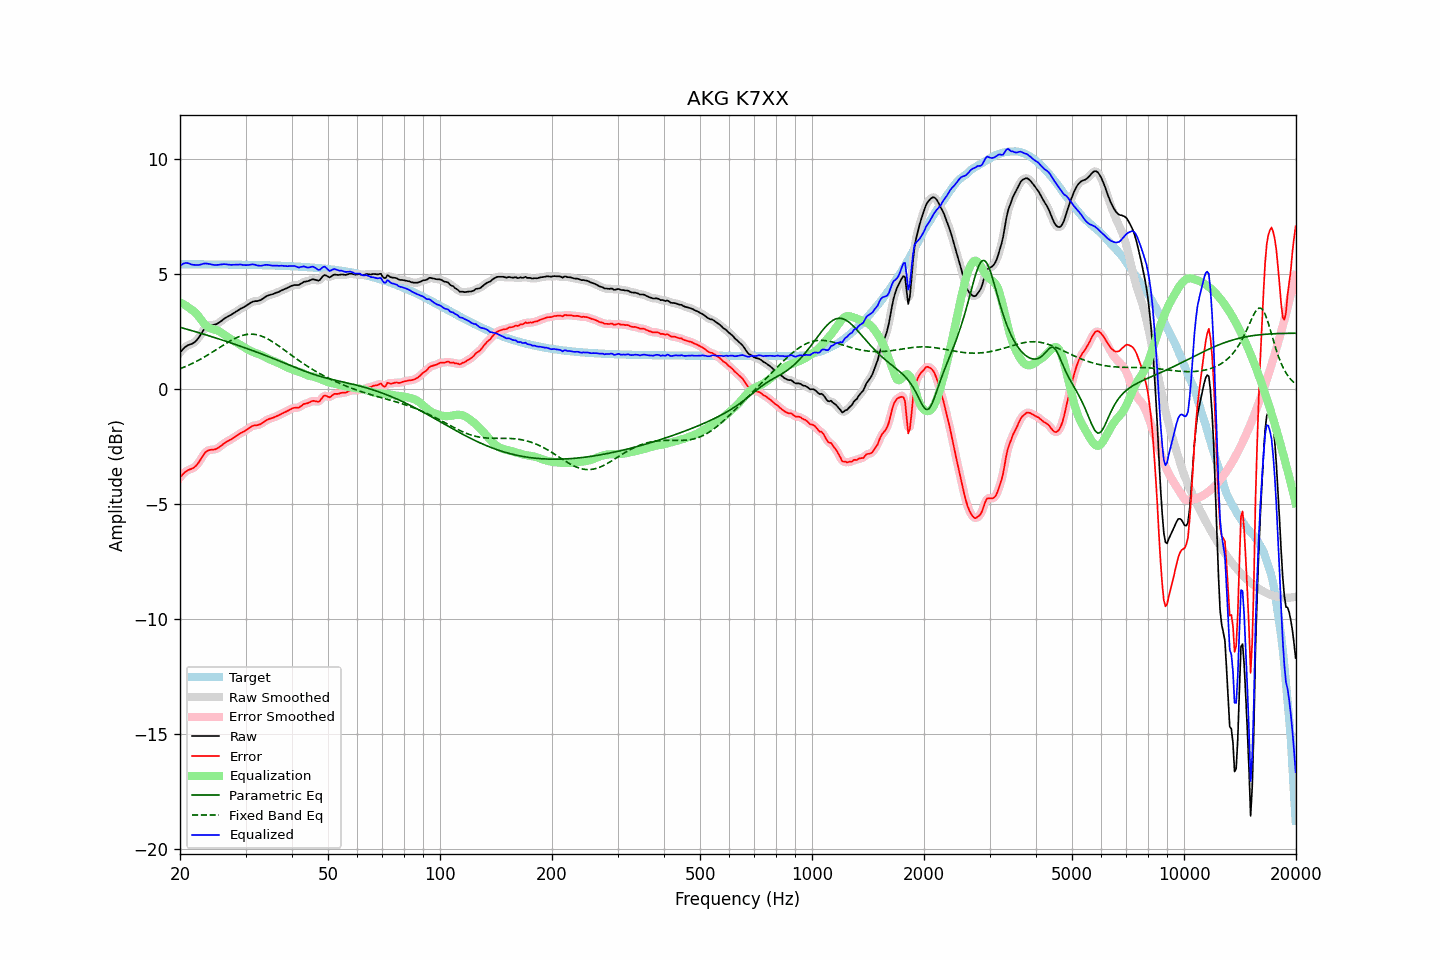 AKG K7XX
10
5
0
−5
−10
−15
−20
Amplitude (dBr)
Target
Raw Smoothed
Error Smoothed
Raw
Error
Equalization
Parametric Eq
Fixed Band Eq
Equalized
20 50 100 200 500 1000 2000 5000 10000 20000
Frequency (Hz)